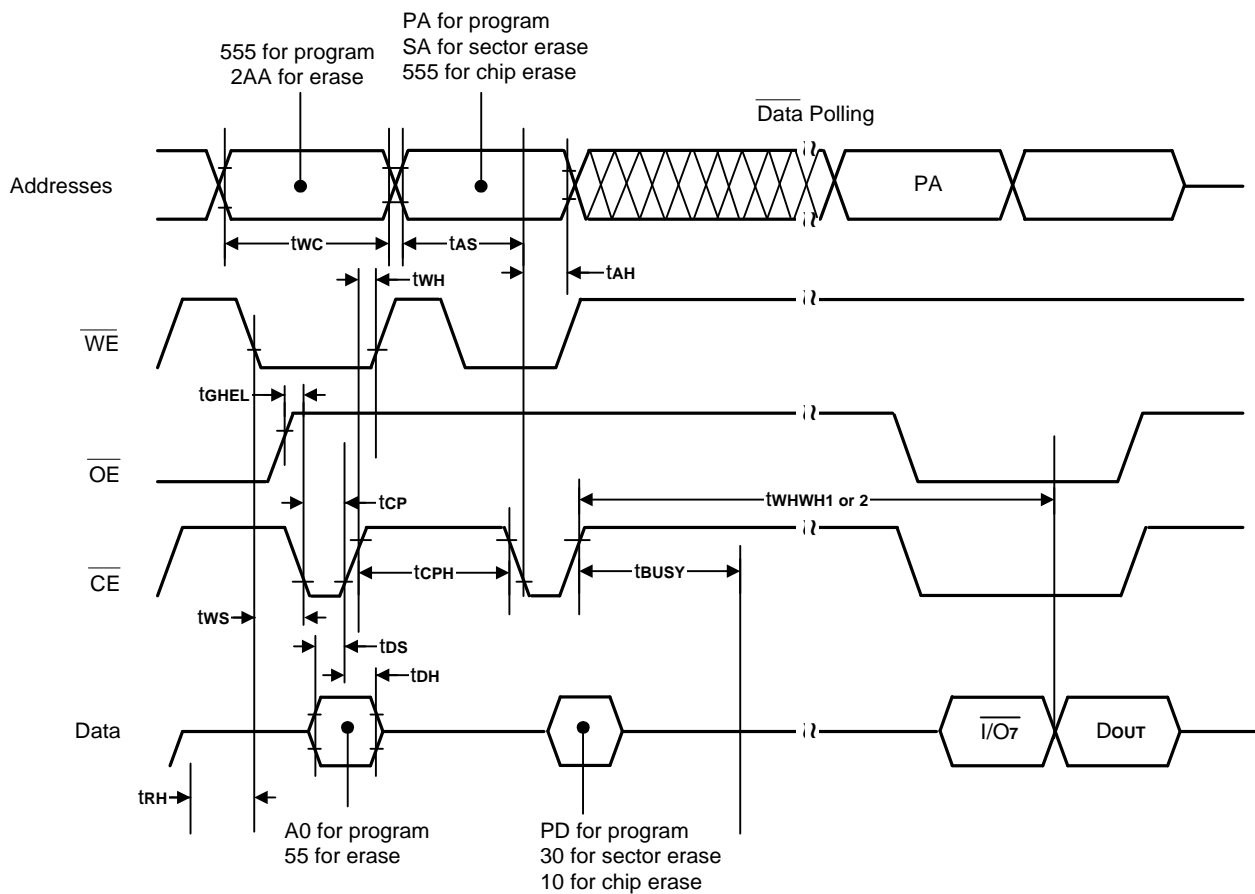 555 for program
2AA for erase
PA for program
SA for sector erase
555 for chip erase
Data Polling
Addresses
PA
tWC
tAS
tWH
tAH
WE
tGHEL
OE
tCP
tWHWH1 or 2
CE
tCPH
tBUSY
tWS
tDS
tDH
Data
I/O7
DOUT
tRH
A0 for program
55 for erase
PD for program
30 for sector erase
10 for chip erase